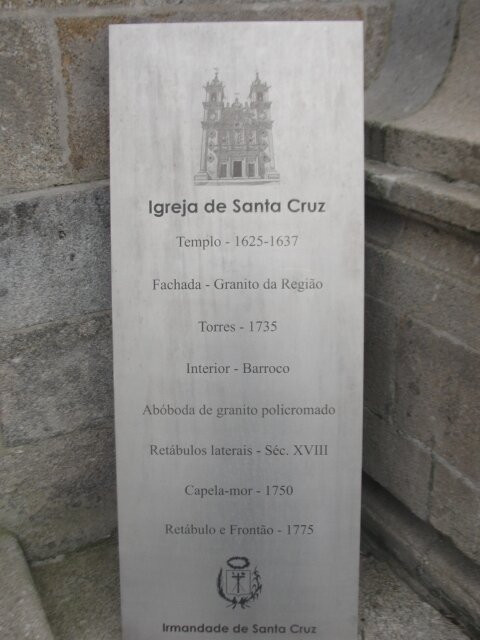 Igreja de Santa Cruz
Templo - 1625-1637
Fachada - Granito da Região
Torres - 1735
Interior - Barroco
Abóboda de granito policromado
Retábulos laterais - Séc. XVIII
Capela-mor - 1750
Retábulo e Frontão - 1775
Irmandade de Santa Cruz